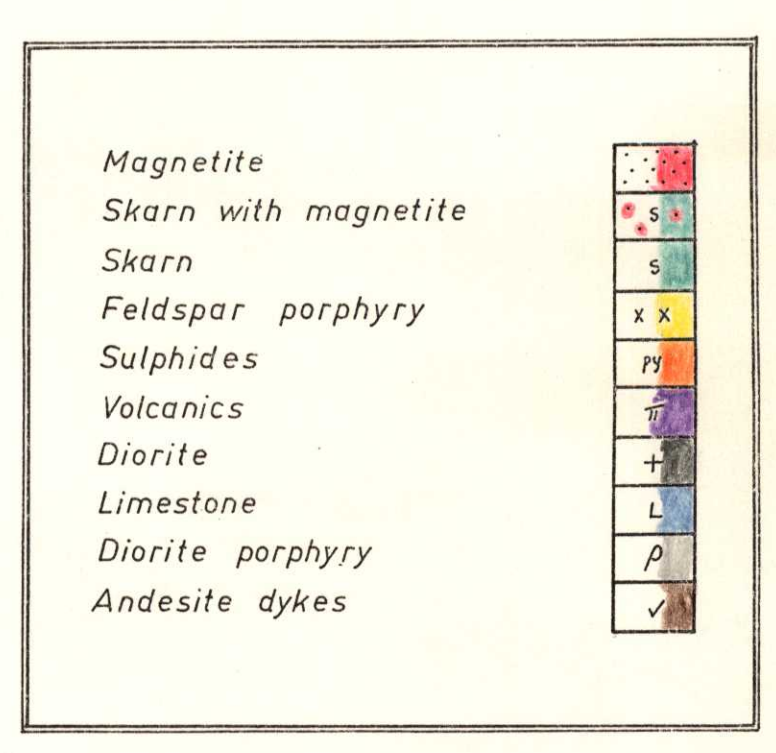 Magnetite
Skarn with magnetite S
Skarn S
Feldspar porphyry x x
Sulphides py
Volcanics π
Diorite +
Limestone L
Diorite porphyry ρ
Andesite dykes ✓